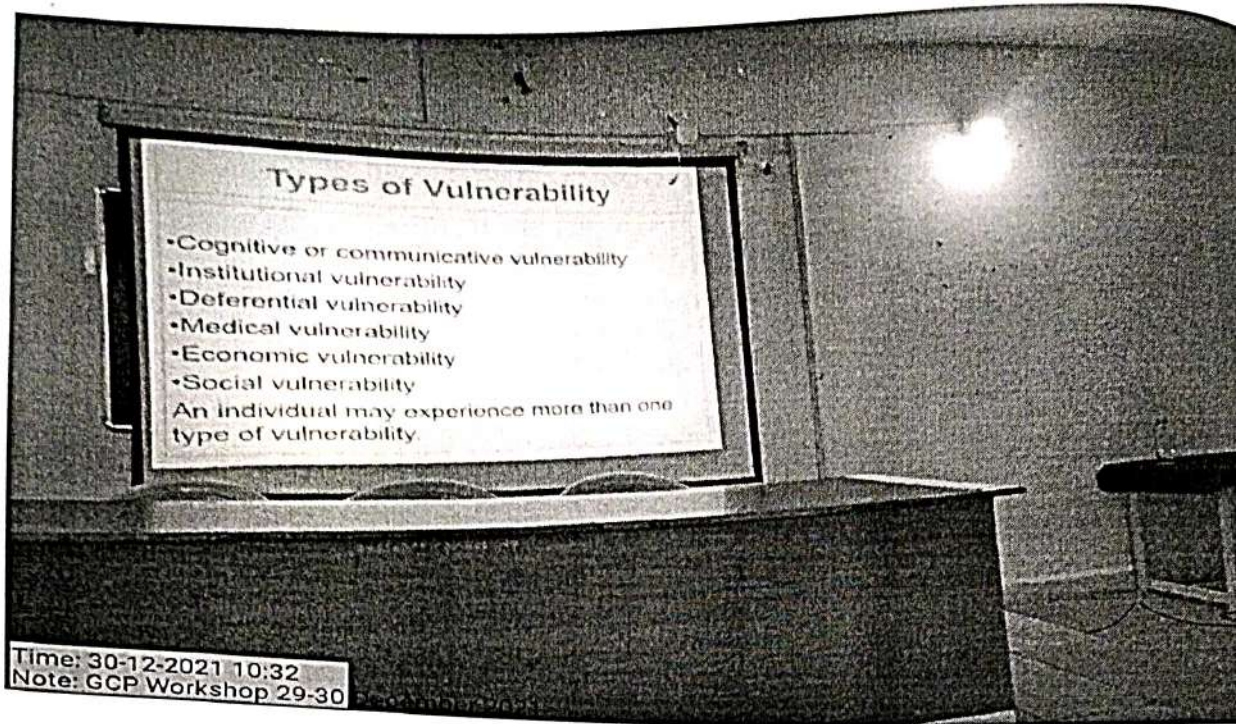 Types of Vulnerability
•Cognitive or communicative vulnerability
•Institutional vulnerability
•Deferential vulnerability
•Medical vulnerability
•Economic vulnerability
•Social vulnerability
An individual may experience more than one
type of vulnerability.
Time: 30-12-2021 10:32
Note: GCP Workshop 29-30